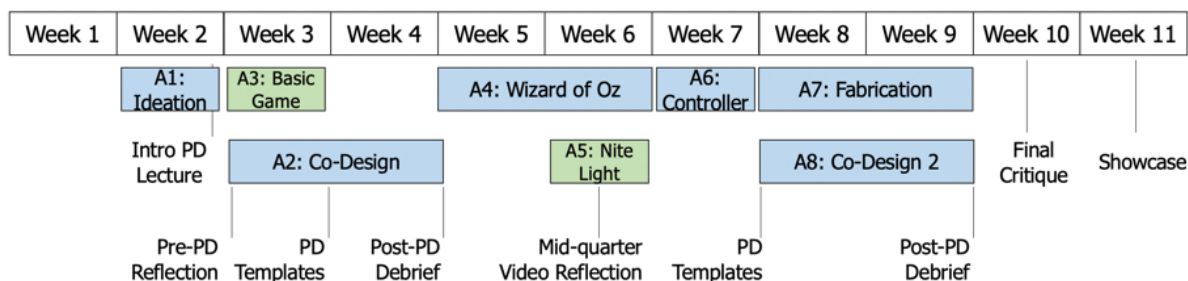 Week 1 Week 2 Week 3 Week 4 Week 5 Week 6 Week 7 Week 8 Week 9 Week 10 Week 11
A1:
Ideation
A3: Basic
Game
A4: Wizard of Oz
A6:
Controller
A7: Fabrication
Intro PD
Lecture
A2: Co-Design
A5: Nite
Light
A8: Co-Design 2
Final
Critique
Showcase
Pre-PD
Reflection
PD
Templates
Post-PD
Debrief
Mid-quarter
Video Reflection
PD
Templates
Post-PD
Debrief